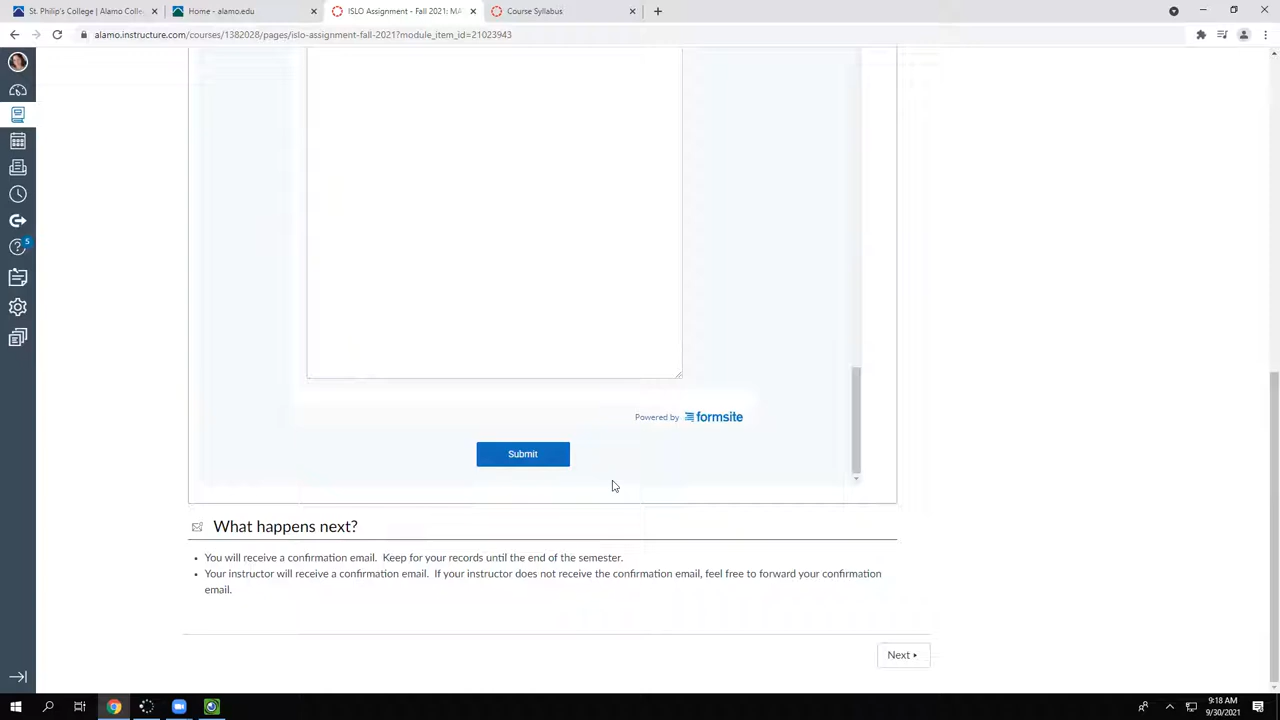 St. Philip's College | Alamo Colle
Home - alamo.edu
ISLO Assignment - Fall 2021: MA
Course Syllabus
alamo.instructure.com/courses/1382028/pages/islo-assignment-fall-2021?module_item_id=21023943
5
Powered by formsite
Submit
What happens next?
You will receive a confirmation email. Keep for your records until the end of the semester.
Your instructor will receive a confirmation email. If your instructor does not receive the confirmation email, feel free to forward your confirmation
email.
Next
9:18 AM
9/30/2021